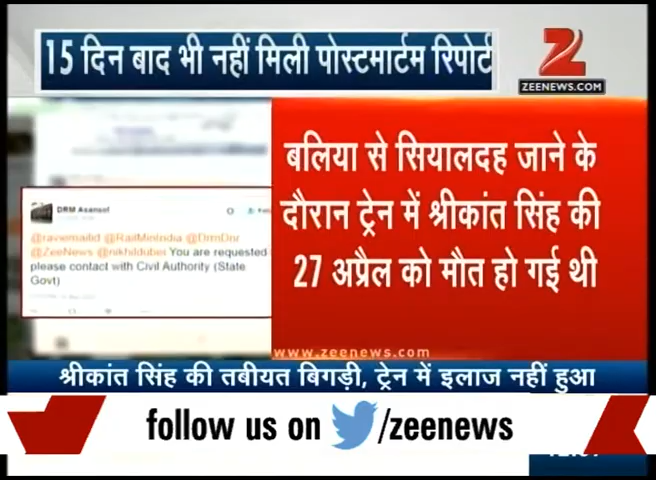 15 दिन बाद भी नहीं मिली पोस्टमार्टम रिपोर्ट
Z
ZEENEWS.COM
बलिया से सियालदह जाने के
दौरान ट्रेन में श्रीकांत सिंह की
27 अप्रैल को मौत हो गई थी
DRM Asansol
@raviemailid @RailMinIndia @DrmDnr
@ZeeNews @nikhildubei You are requested
please contact with Civil Authority (State
Govt)
www.zeenews.com
श्रीकांत सिंह की तबीयत बिगड़ी, ट्रेन में इलाज नहीं हुआ
follow us on /zeenews